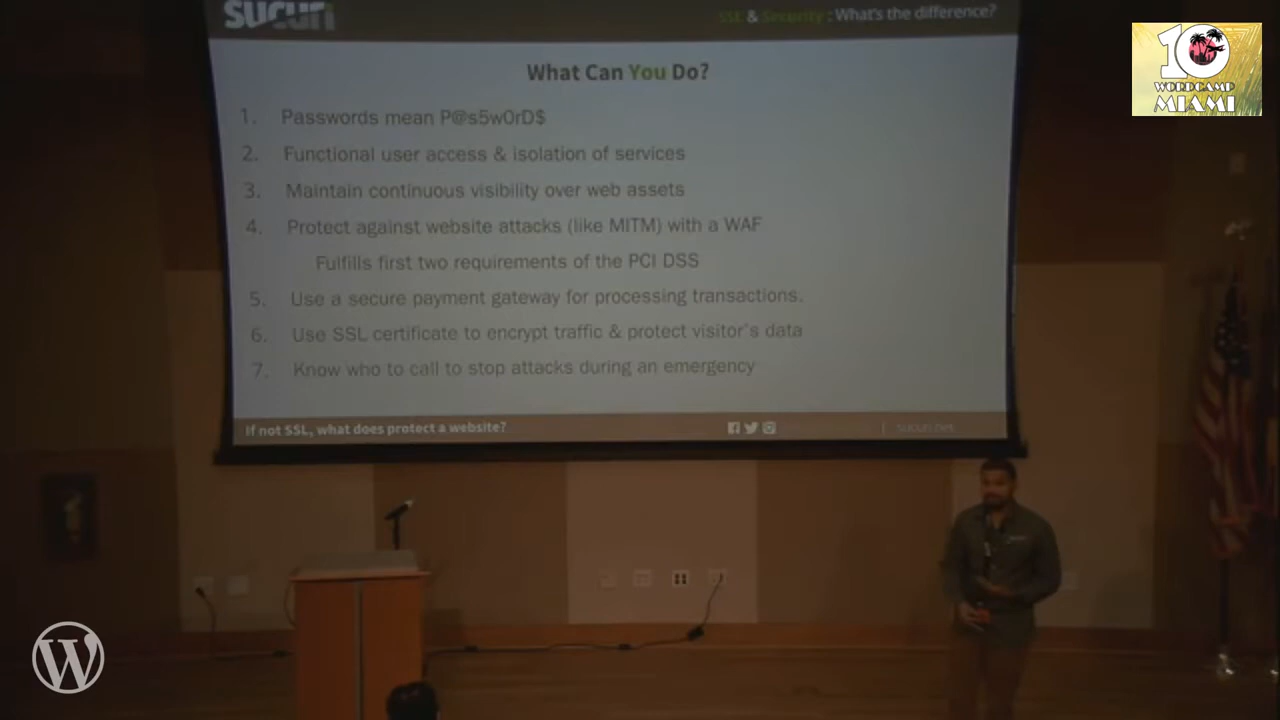 sucuri
SSL & Security : What's the difference?
What Can You Do?
1. Passwords mean P@s5w0rD$
2. Functional user access & isolation of services
3. Maintain continuous visibility over web assets
4. Protect against website attacks (like MITM) with a WAF
Fulfills first two requirements of the PCI DSS
5. Use a secure payment gateway for processing transactions.
6. Use SSL certificate to encrypt traffic & protect visitor's data
7. Know who to call to stop attacks during an emergency
If not SSL, what does protect a website?
| sucuri.net
10
WORDCAMP
MIAMI
W